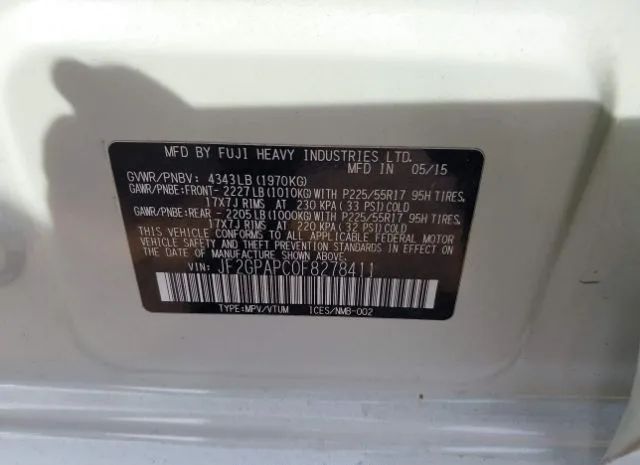 MFD BY FUJI HEAVY INDUSTRIES LTD.
MFD IN 05/15
GVWR/PNBV: 4343LB(1970KG)
GAWR/PNBE:FRONT- 2227LB(1010KG)WITH P225/55R17 95H TIRES,
17X7J RIMS AT 230 KPA(33 PSI)COLD
GAWR/PNBE:REAR - 2205LB(1000KG)WITH P225/55R17 95H TIRES,
17X7J RIMS AT 220 KPA(32 PSI)COLD
THIS VEHICLE CONFORMS TO ALL APPLICABLE FEDERAL MOTOR
VEHICLE SAFETY AND THEFT PREVENTION STANDARDS IN EFFECT ON
THE DATE OF MANUFACTURE SHOWN ABOVE.
VIN: JF2GPAPC0F8278411
TYPE:MPV/VTUM ICES/NMB-002